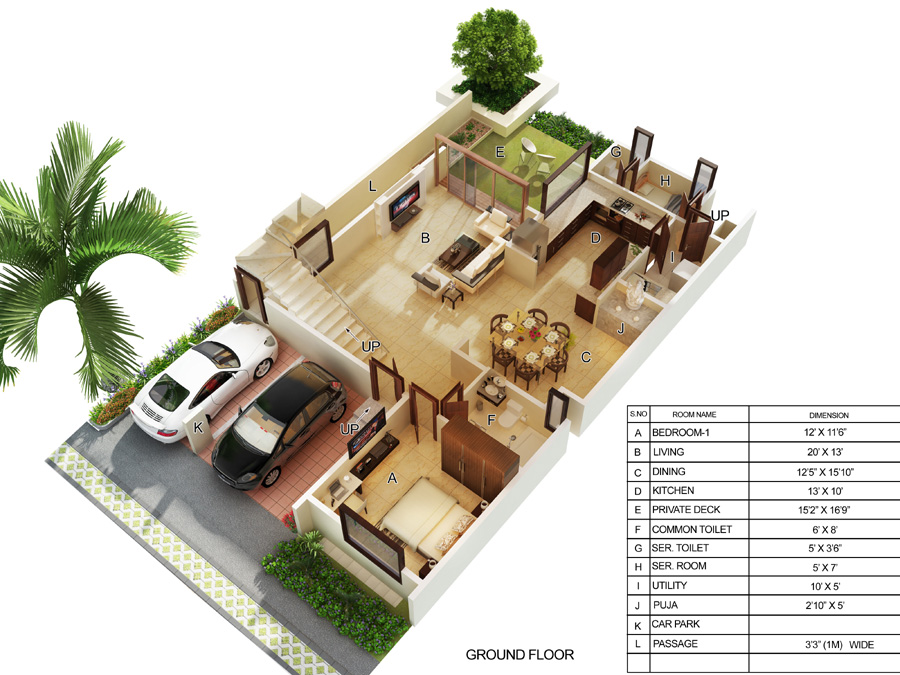 E
G
H
L
UP
B
D
I
J
UP
C
K
UP
F
A
S.NO ROOM NAME DIMENSION
A BEDROOM-1 12' X 11'6"
B LIVING 20' X 13'
C DINING 12'5" X 15'10"
D KITCHEN 13' X 10'
E PRIVATE DECK 15'2" X 16'9"
F COMMON TOILET 6' X 8'
G SER. TOILET 5' X 3'6"
H SER. ROOM 5' X 7'
I UTILITY 10' X 5'
J PUJA 2'10" X 5'
K CAR PARK
L PASSAGE 3'3" (1M) WIDE
GROUND FLOOR